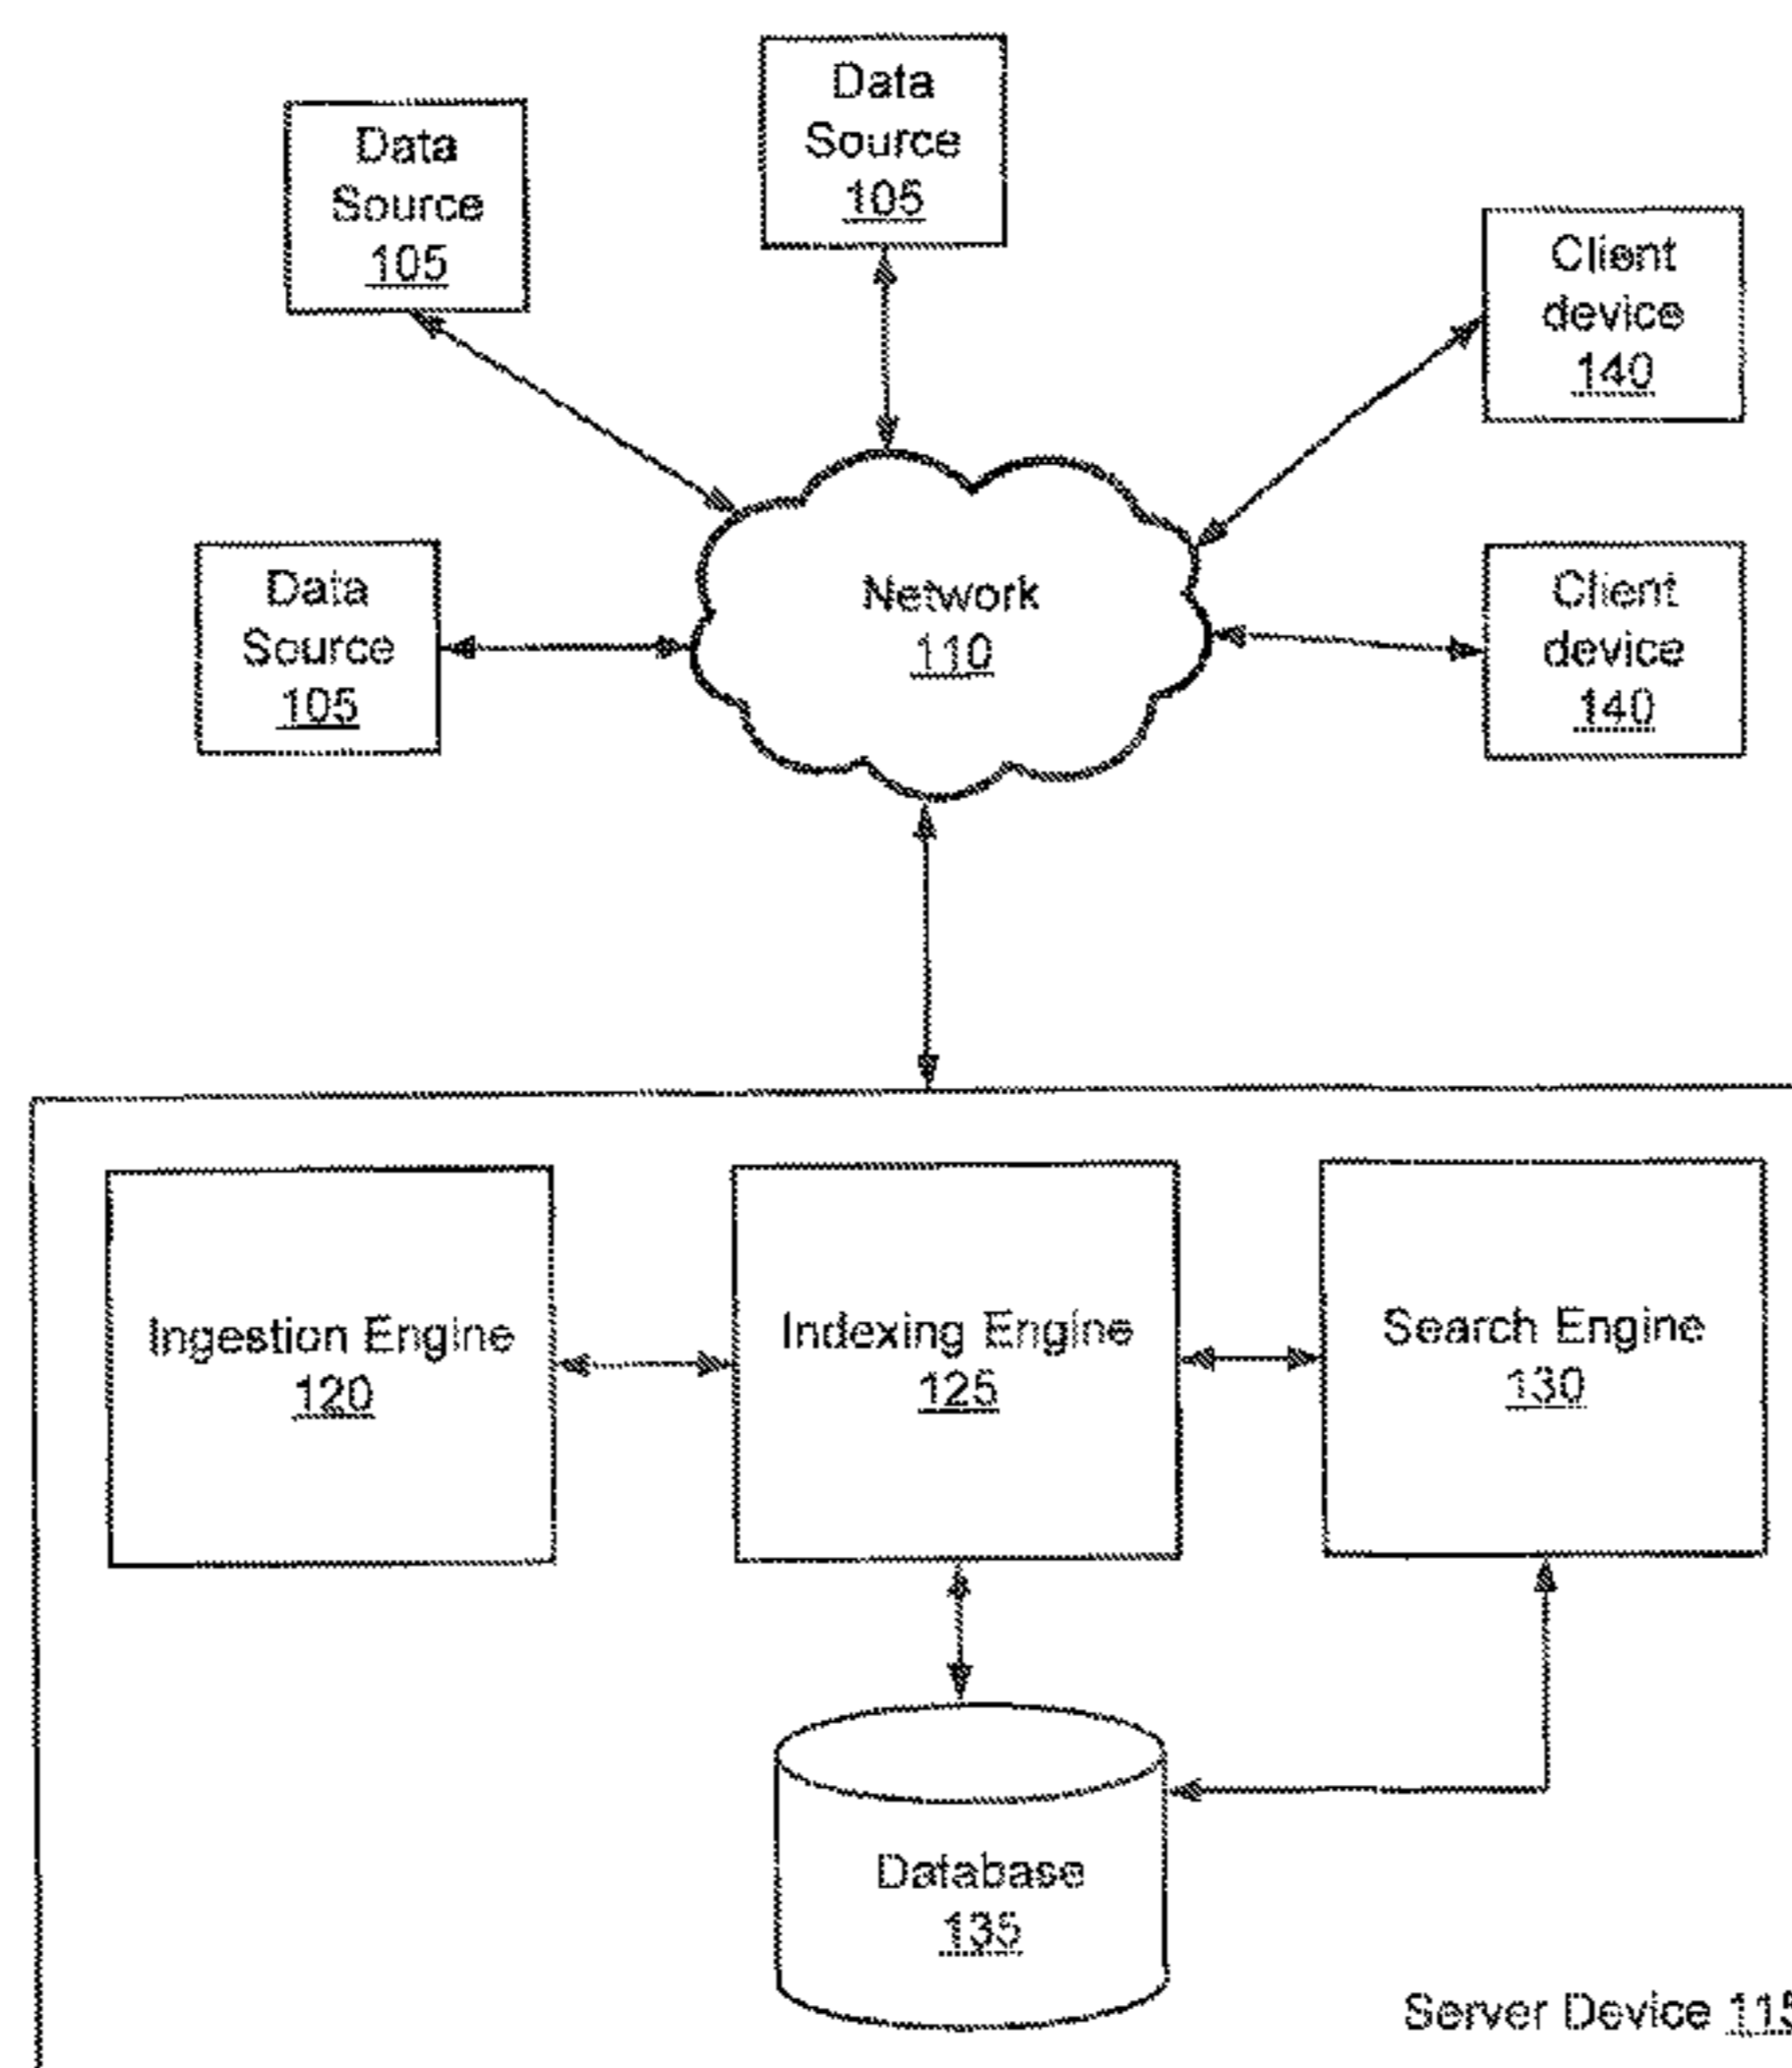 Data
Source
105
Data
Source
105
Client
device
140
Data
Source
105
Network
110
Client
device
140
Ingestion Engine
120
Indexing Engine
125
Search Engine
130
Database
135
Server Device 115